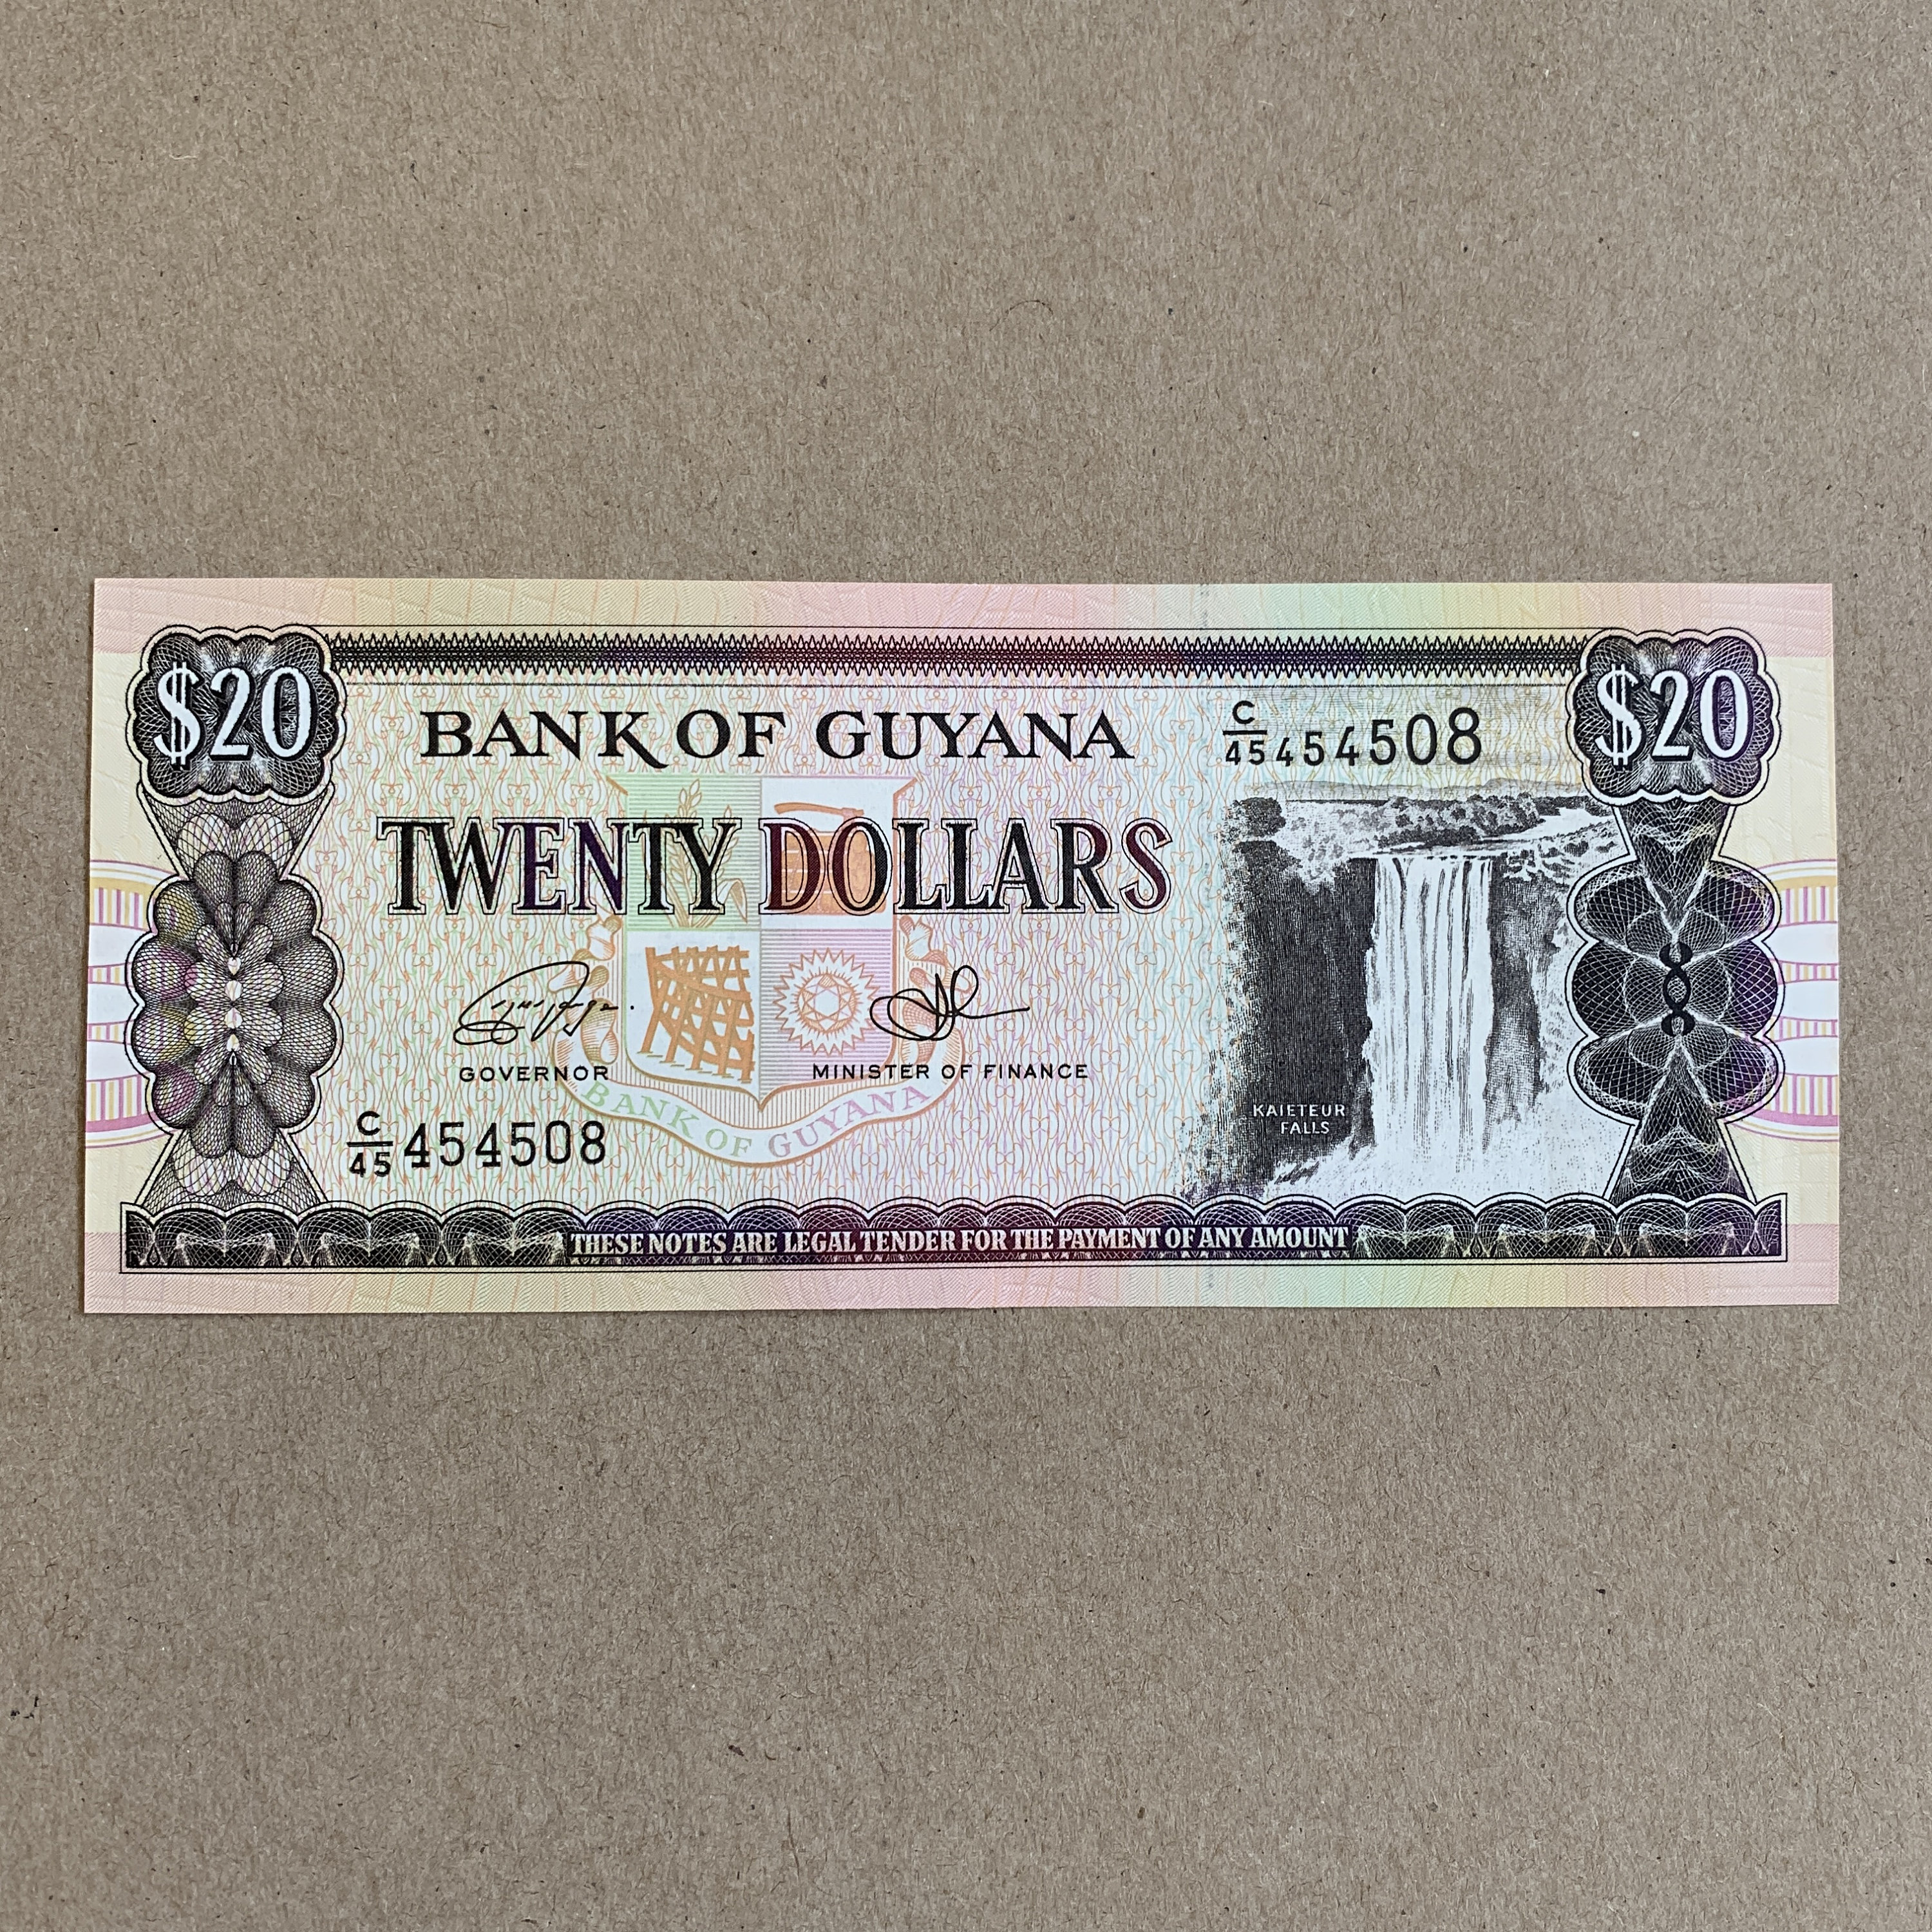 $20
$20
BANK OF GUYANA
C/45 454508
TWENTY DOLLARS
GOVERNOR
MINISTER OF FINANCE
BANK OF GUYANA
KAIETEUR
FALLS
C/45 454508
THESE NOTES ARE LEGAL TENDER FOR THE PAYMENT OF ANY AMOUNT